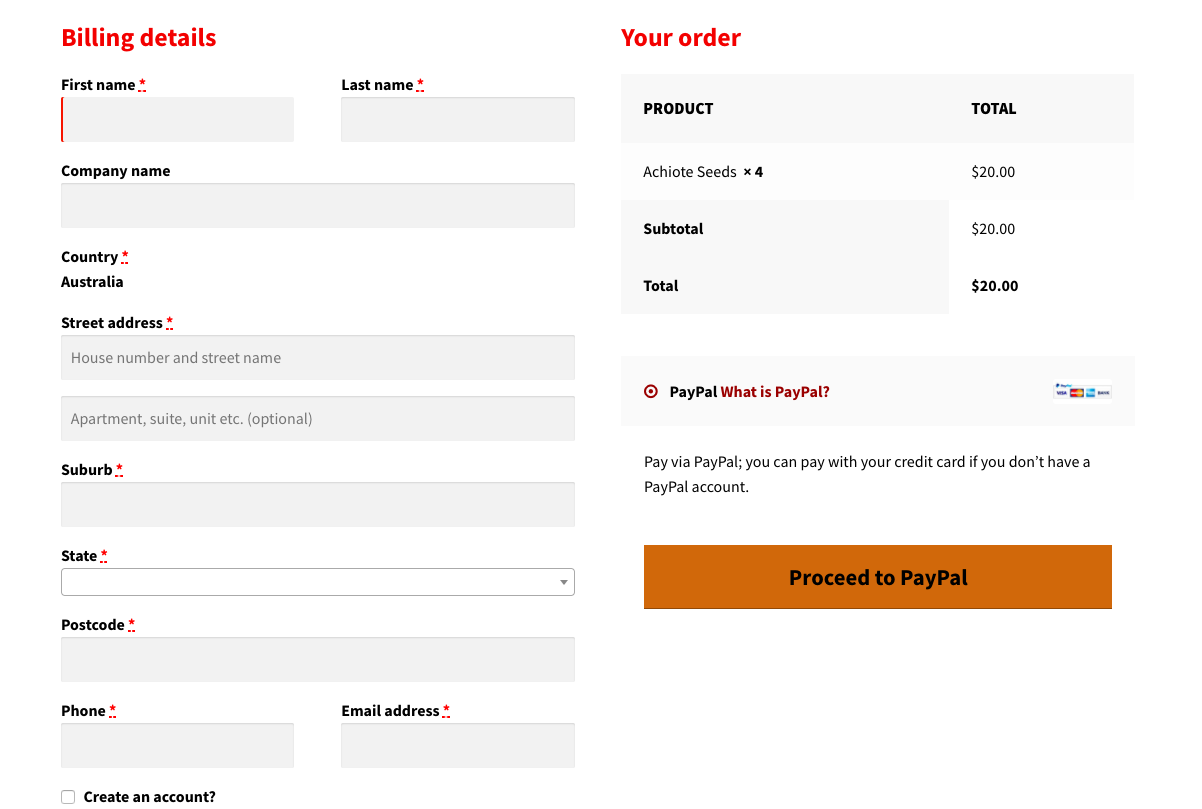 Billing details
First name *
Last name *
Company name
Country *
Australia
Street address *
House number and street name
Apartment, suite, unit etc. (optional)
Suburb *
State *
Postcode *
Phone *
Email address *
Create an account?
Your order
PRODUCT TOTAL
Achiote Seeds × 4 $20.00
Subtotal $20.00
Total $20.00
PayPal What is PayPal?
PayPal
VISA BANK
Pay via PayPal; you can pay with your credit card if you don’t have a
PayPal account.
Proceed to PayPal